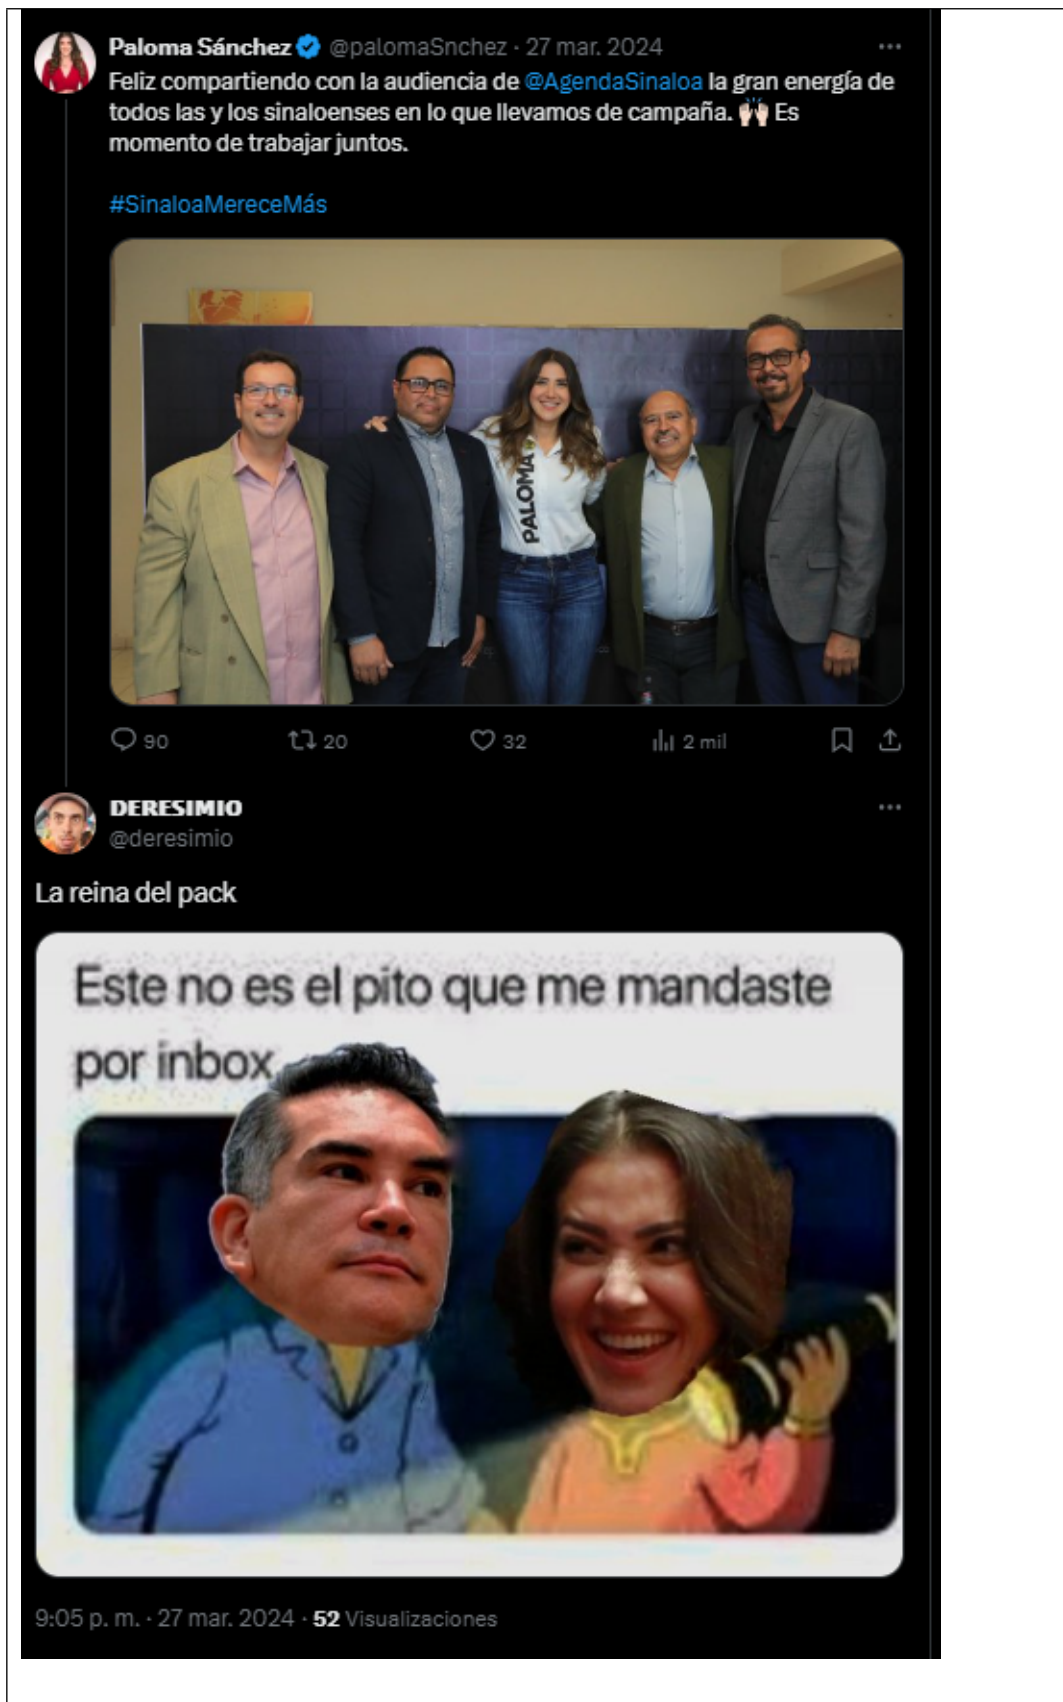 Paloma Sánchez @palomaSnchez · 27 mar. 2024
Feliz compartiendo con la audiencia de @AgendaSinaloa la gran energía de
todos las y los sinaloenses en lo que llevamos de campaña. 🙌🏻 Es
momento de trabajar juntos.
#SinaloaMereceMás
PALOMA
90 20 32 2 mil
DERESIMIO
@deresimio
La reina del pack
Este no es el pito que me mandaste
por inbox
9:05 p. m. · 27 mar. 2024 · 52 Visualizaciones